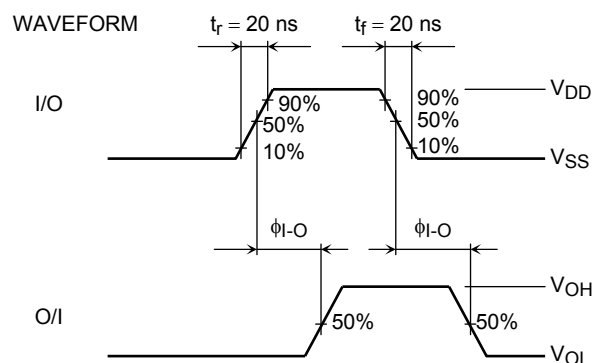 WAVEFORM
tr = 20 ns
tf = 20 ns
I/O
VDD
90%
90%
50%
50%
10%
10%
VSS
ϕI-O
ϕI-O
O/I
VOH
50%
50%
VOL